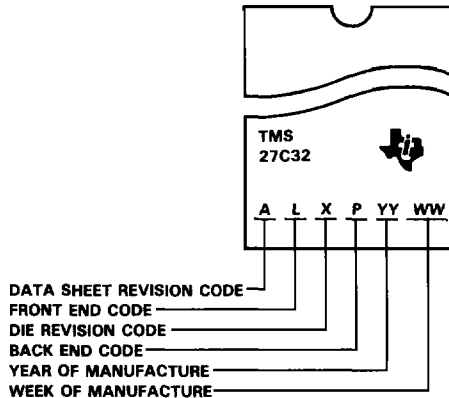 TMS
27C32
A L X P YY WW
DATA SHEET REVISION CODE
FRONT END CODE
DIE REVISION CODE
BACK END CODE
YEAR OF MANUFACTURE
WEEK OF MANUFACTURE